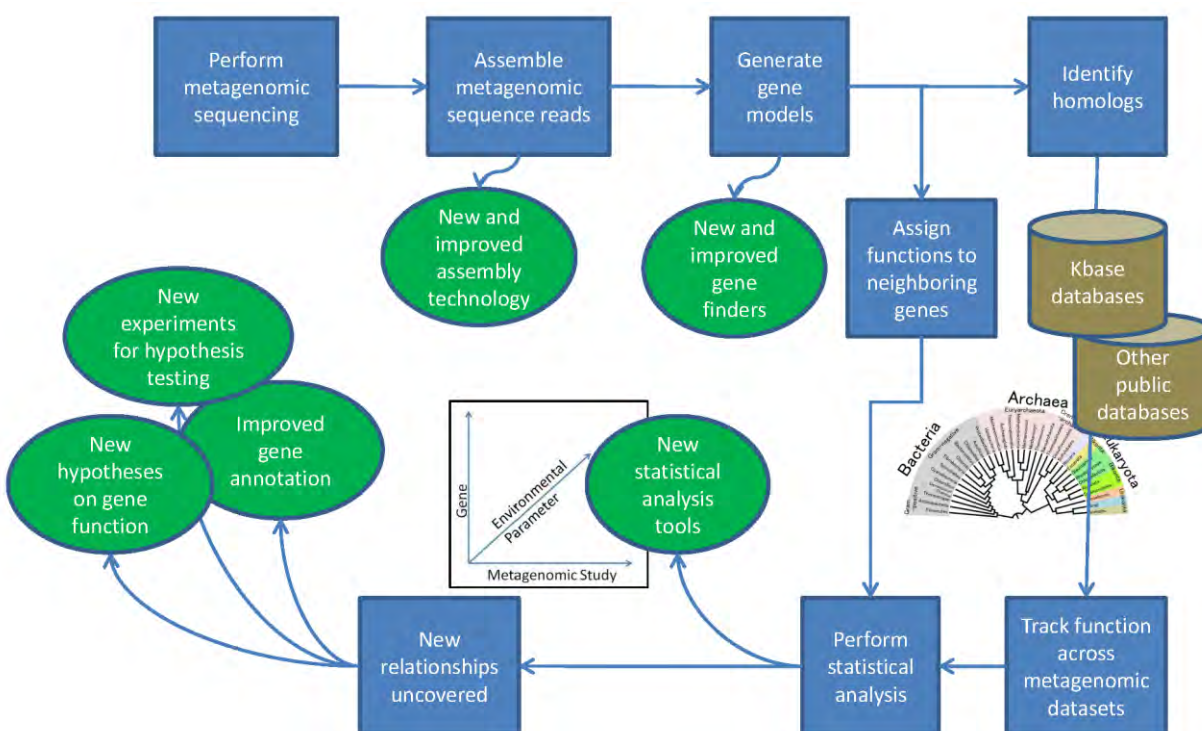 Perform
metagenomic
sequencing
Assemble
metagenomic
sequence reads
Generate
gene
models
Identify
homologs
New and
improved
assembly
technology
New and
improved
gene
finders
Assign
functions to
neighboring
genes
Kbase
databases
Other
public
databases
New
experiments
for hypothesis
testing
Improved
gene
annotation
New
hypotheses
on gene
function
Gene
Environmental
Parameter
Metagenomic Study
New
statistical
analysis
tools
Bacteria
Archaea
Eukaryota
New
relationships
uncovered
Perform
statistical
analysis
Track function
across
metagenomic
datasets